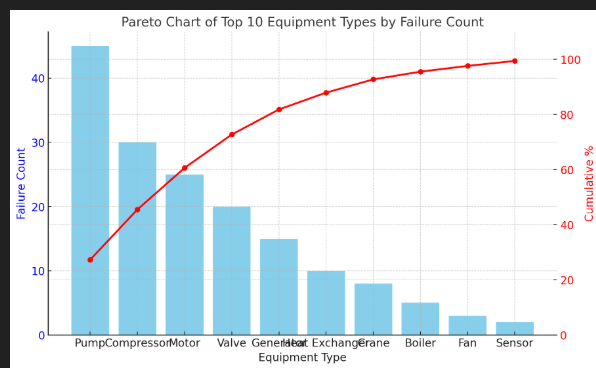 Pareto Chart of Top 10 Equipment Types by Failure Count
Failure Count
40
30
20
10
0
100
80
60
40
20
0
Cumulative %
Pump Compressor Motor Valve Generator Heat Exchanger Crane Boiler Fan Sensor
Equipment Type